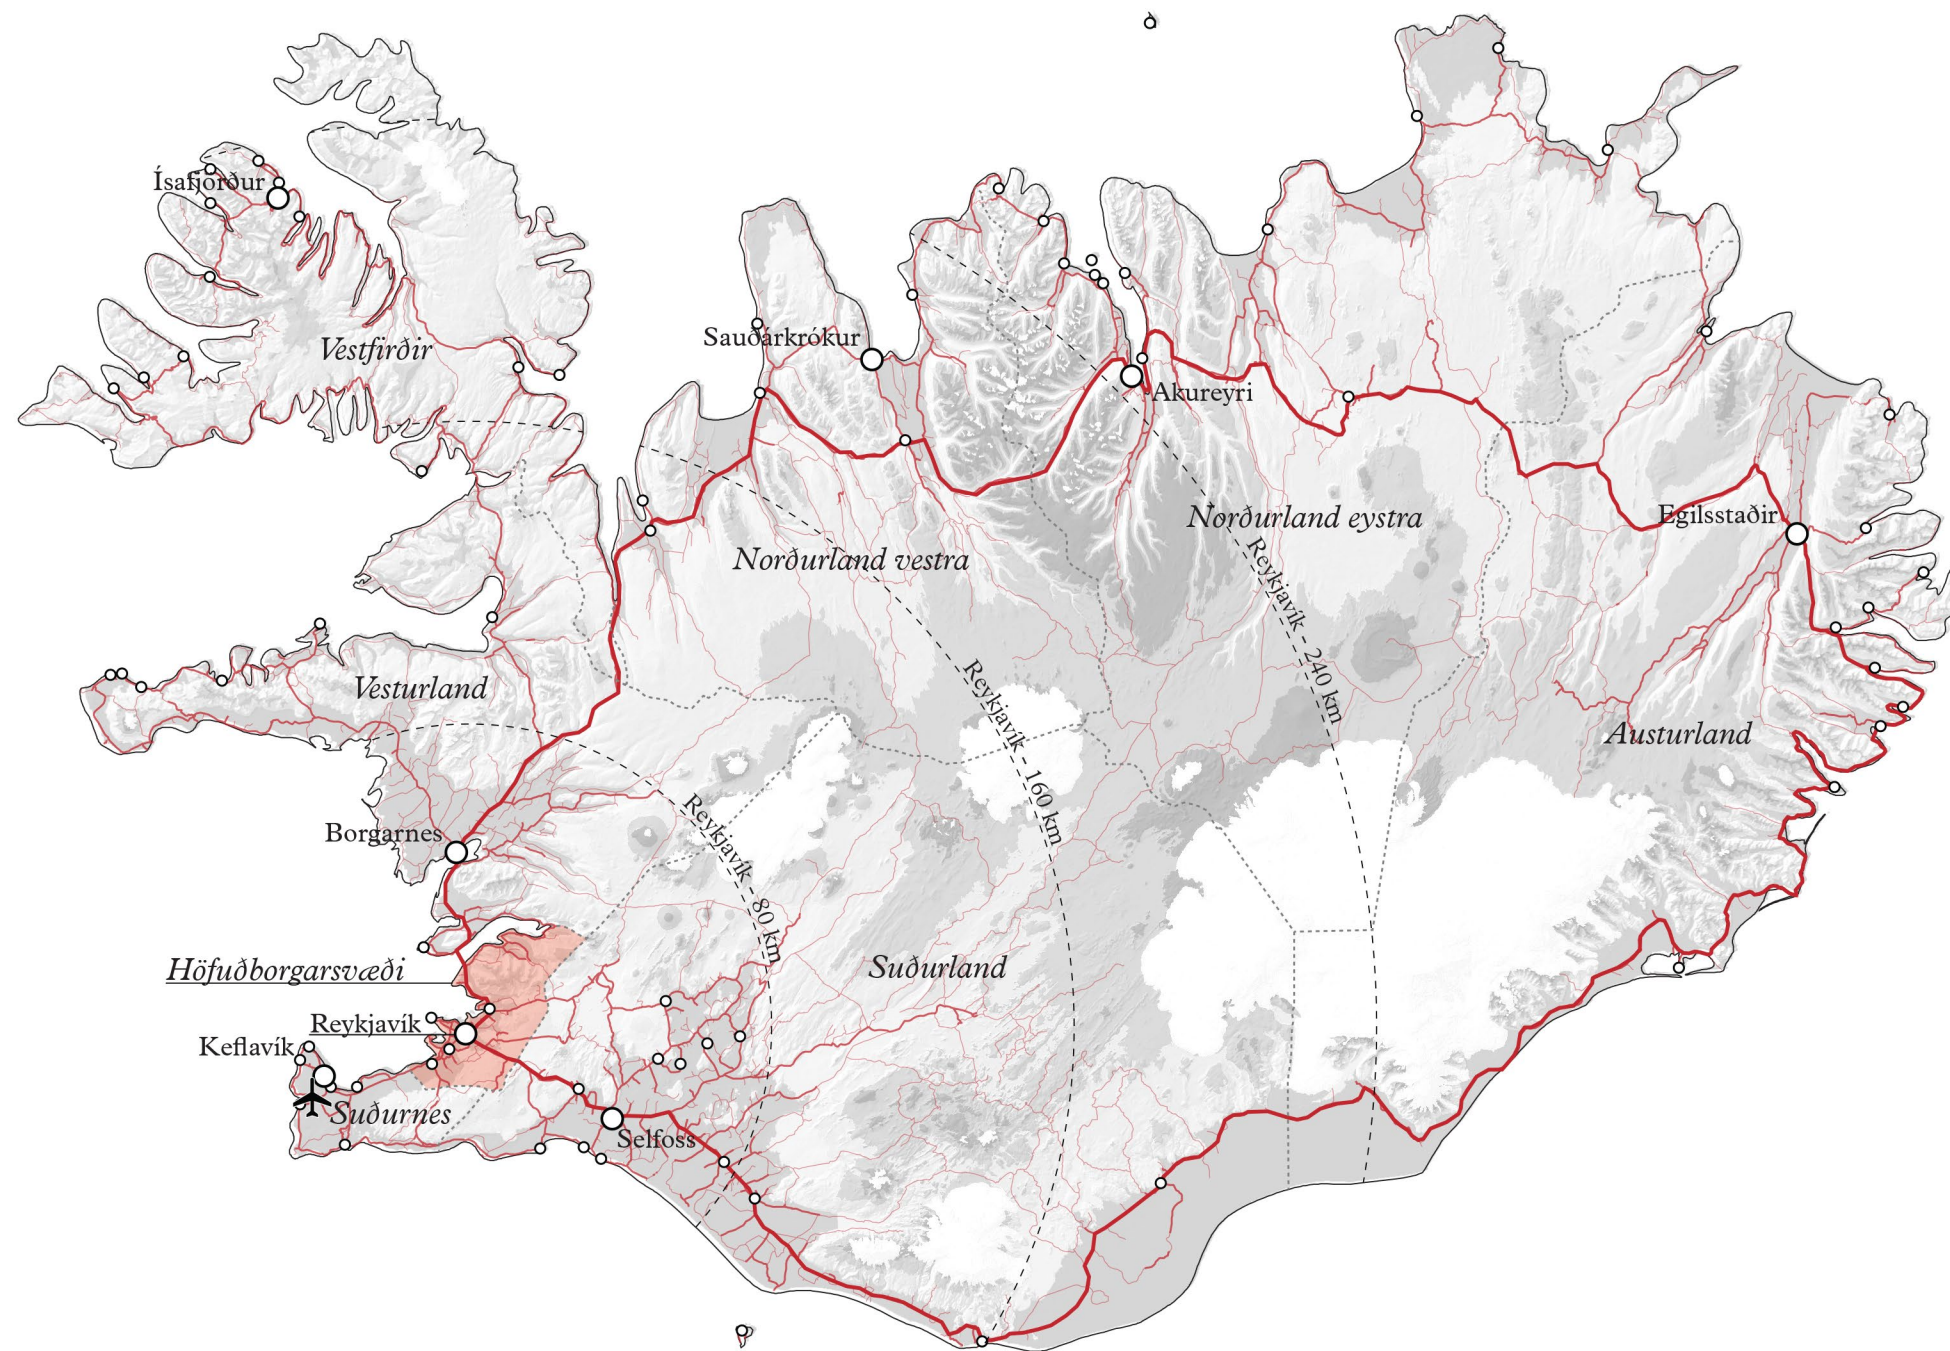 Ísafjörður
Vestfirðir
Sauðárkrókur
Akureyri
Norðurland eystra
Egilsstaðir
Norðurland vestra
Reykjavík - 240 km
Vesturland
Reykjavík - 160 km
Austurland
Borgarnes
Reykjavík - 80 km
Höfuðborgarsvæði
Suðurland
Reykjavík
Keflavík
Suðurnes
Selfoss